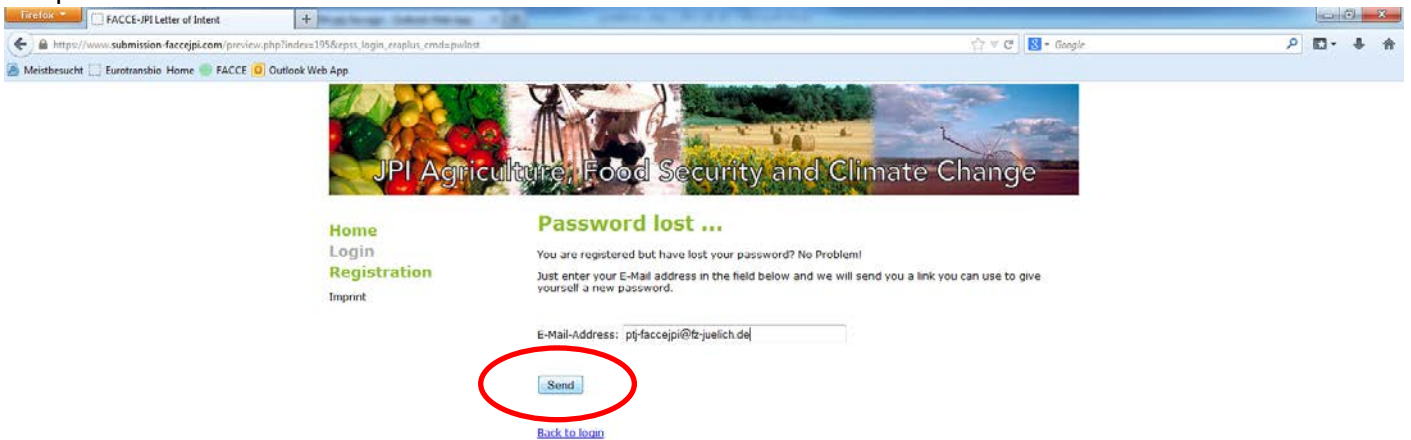 Firefox
FACCE-JPI Letter of Intent
+
https://www.submission-faccejpi.com/preview.php?index=195&epss_login_eraplus_cmd=pwlost
Google
Meistbesucht Eurotransbio Home FACCE Outlook Web App
JPI Agriculture, Food Security and Climate Change
Home
Login
Registration
Imprint
Password lost ...
You are registered but have lost your password? No Problem!
Just enter your E-Mail address in the field below and we will send you a link you can use to give
yourself a new password.
E-Mail-Address: ptj-faccejpi@fz-juelich.de
Send
Back to login